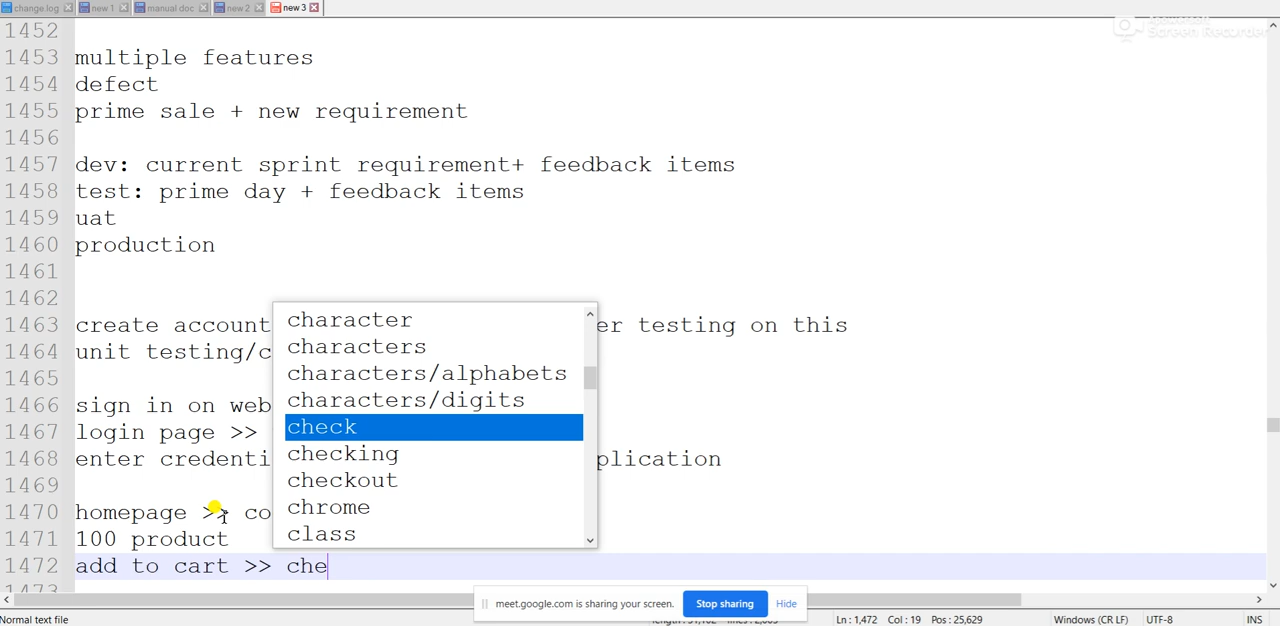 change.log new 1 manual doc new 2 new 3
Screen Recorder
1452
1453 multiple features
1454 defect
1455 prime sale + new requirement
1456
1457 dev: current sprint requirement+ feedback items
1458 test: prime day + feedback items
1459 uat
1460 production
1461
1462
1463 create account er testing on this
1464 unit testing/c
1465
1466 sign in on web
1467 login page >>
1468 enter credenti plication
1469
1470 homepage >> co
1471 100 product
1472 add to cart >> che
1473
character
characters
characters/alphabets
characters/digits
check
checking
checkout
chrome
class
meet.google.com is sharing your screen. Stop sharing Hide
Normal text file Ln : 1,472 Col : 19 Pos : 25,629 Windows (CR LF) UTF-8 INS